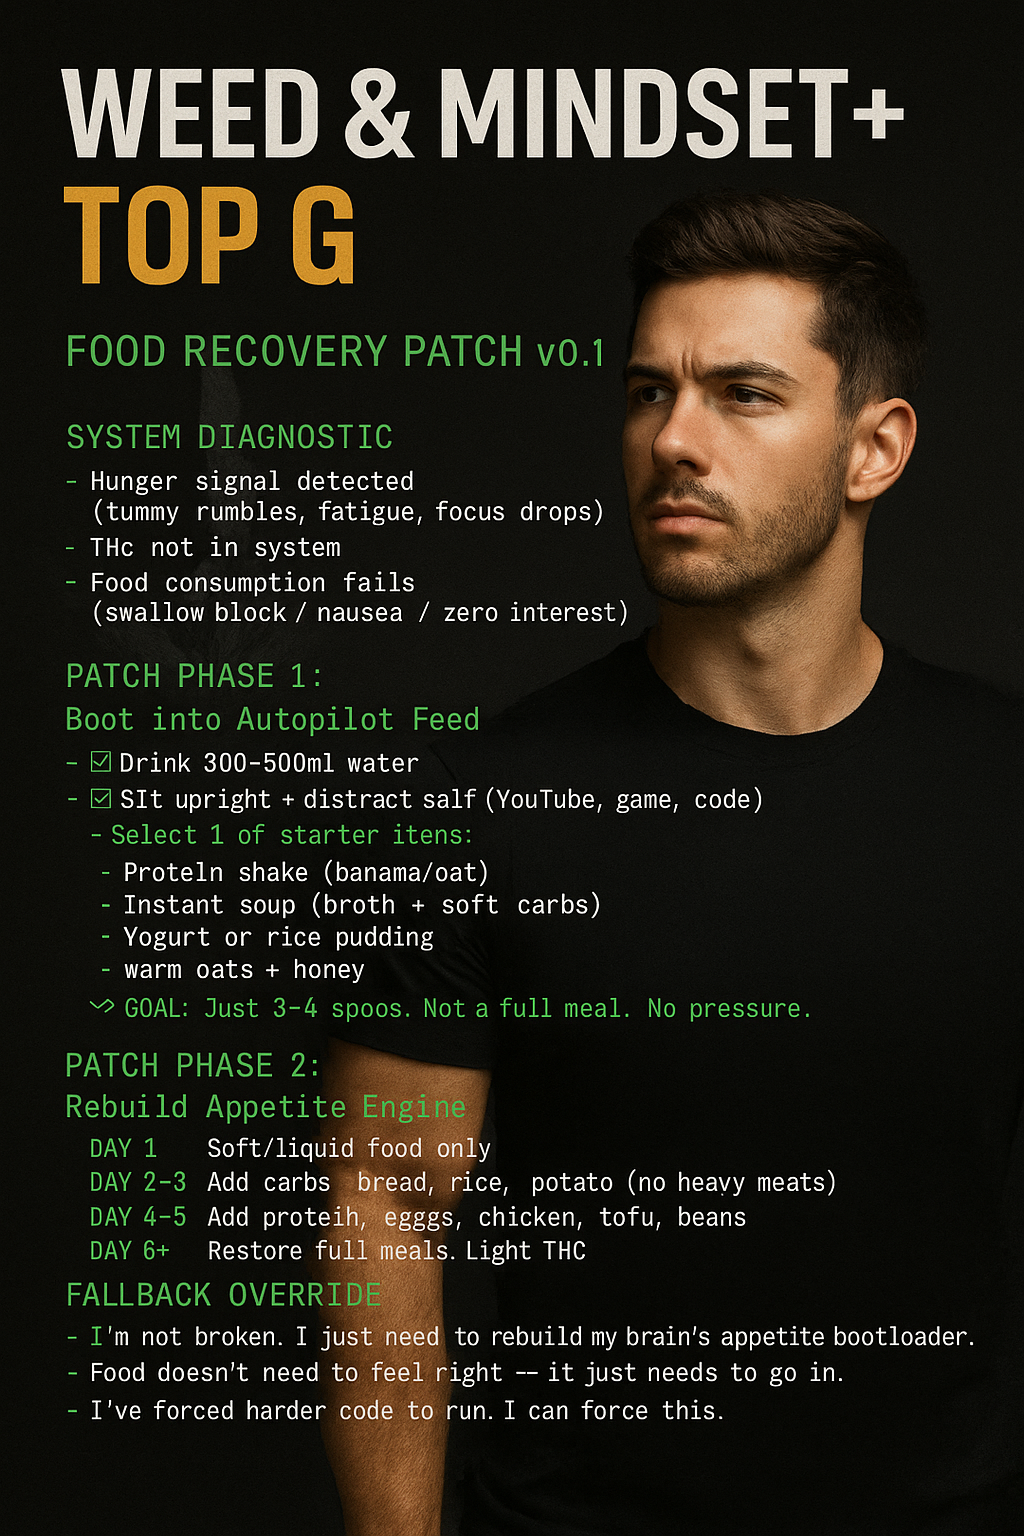 WEED & MINDSET+
TOP G
FOOD RECOVERY PATCH v0.1
SYSTEM DIAGNOSTIC
- Hunger signal detected
(tummy rumbles, fatigue, focus drops)
- THc not in system
- Food consumption fails
(swallow block / nausea / zero interest)
PATCH PHASE 1:
Boot into Autopilot Feed
- ☑ Drink 300–500ml water
- ☑ SIt upright + distract salf (YouTube, game, code)
- Select 1 of starter itens:
- Proteln shake (banama/oat)
- Instant soup (broth + soft carbs)
- Yogurt or rice pudding
- warm oats + honey
GOAL: Just 3–4 spoos. Not a full meal. No pressure.
PATCH PHASE 2:
Rebuild Appetite Engine
DAY 1 Soft/liquid food only
DAY 2–3 Add carbs bread, rice, potato (no heavy meats)
DAY 4–5 Add proteih, egggs, chicken, tofu, beans
DAY 6+ Restore full meals. Light THC
FALLBACK OVERRIDE
- I'm not broken. I just need to rebuild my brain's appetite bootloader.
- Food doesn't need to feel right –– it just needs to go in.
- I've forced harder code to run. I can force this.